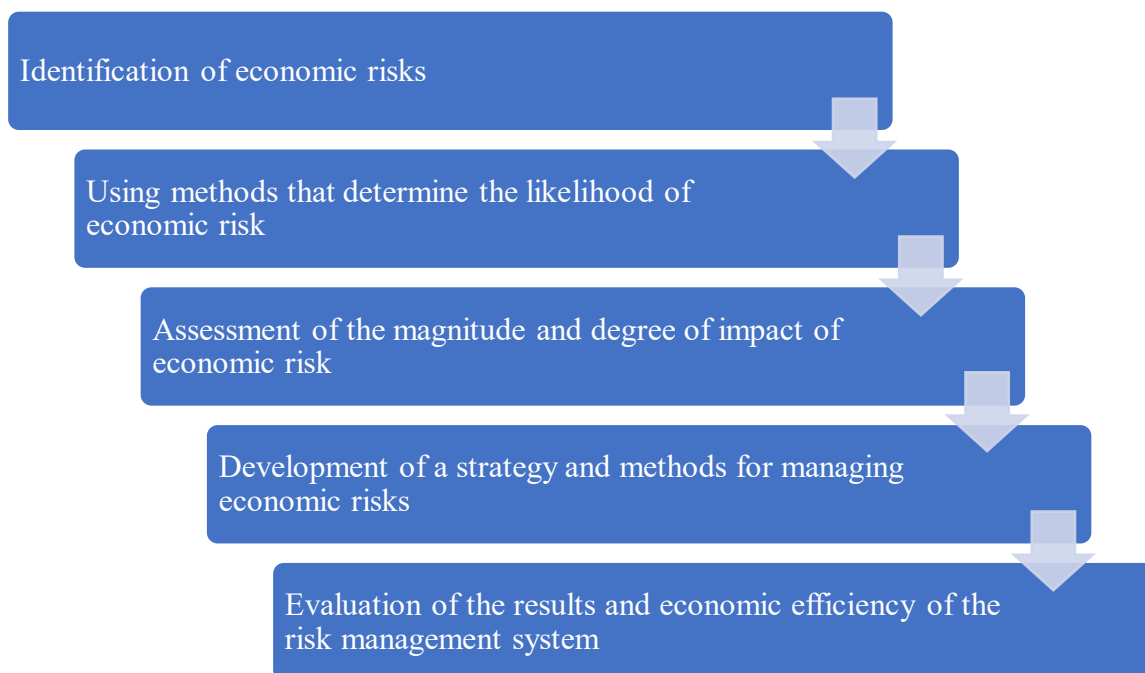 Identification of economic risks
Using methods that determine the likelihood of
economic risk
Assessment of the magnitude and degree of impact of
economic risk
Development of a strategy and methods for managing
economic risks
Evaluation of the results and economic efficiency of the
risk management system